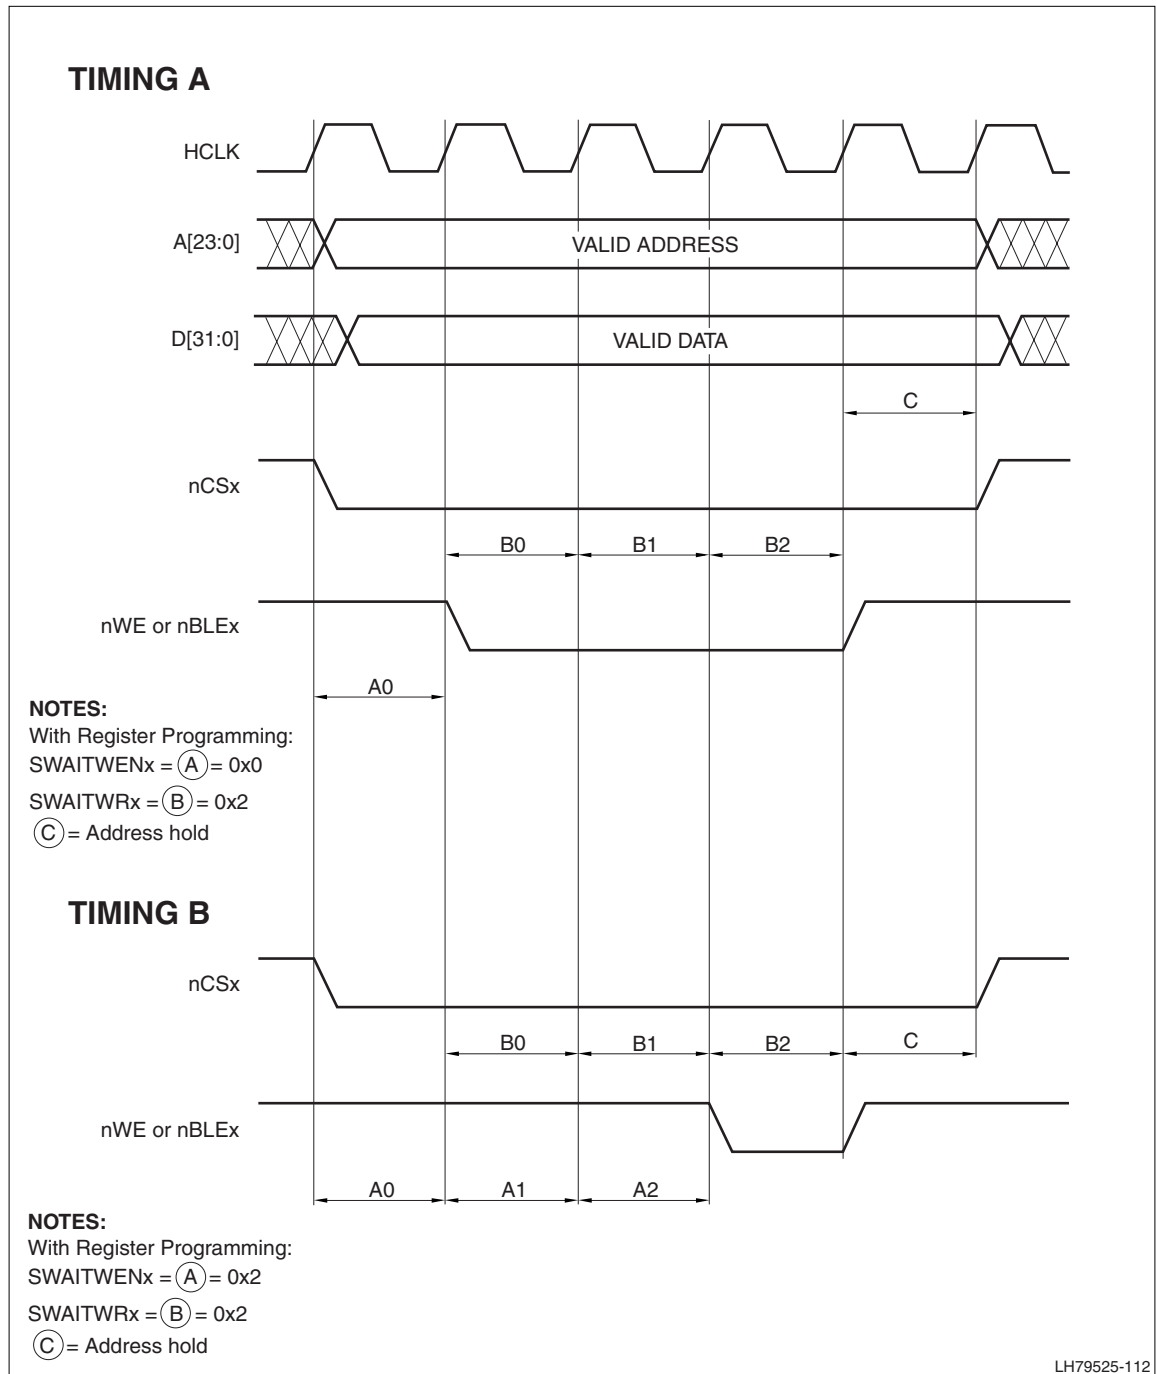 TIMING A
HCLK
A[23:0]
VALID ADDRESS
D[31:0]
VALID DATA
C
nCSx
B0 B1 B2
nWE or nBLEx
A0
NOTES:
With Register Programming:
SWAITWENx = A = 0x0
SWAITWRx = B = 0x2
C = Address hold
TIMING B
nCSx
B0 B1 B2 C
nWE or nBLEx
A0 A1 A2
NOTES:
With Register Programming:
SWAITWENx = A = 0x2
SWAITWRx = B = 0x2
C = Address hold
LH79525-112